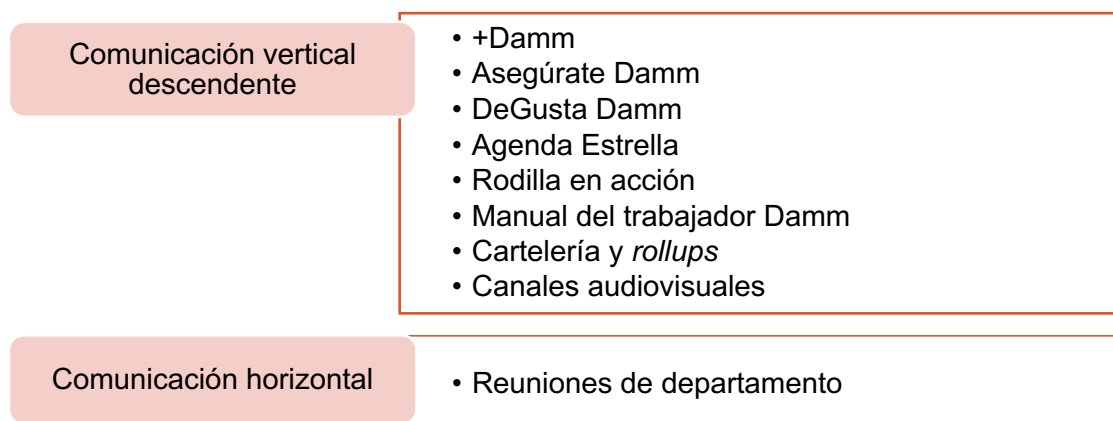 Comunicación vertical
descendente
• +Damm
• Asegúrate Damm
• DeGusta Damm
• Agenda Estrella
• Rodilla en acción
• Manual del trabajador Damm
• Cartelería y rollups
• Canales audiovisuales
Comunicación horizontal
• Reuniones de departamento